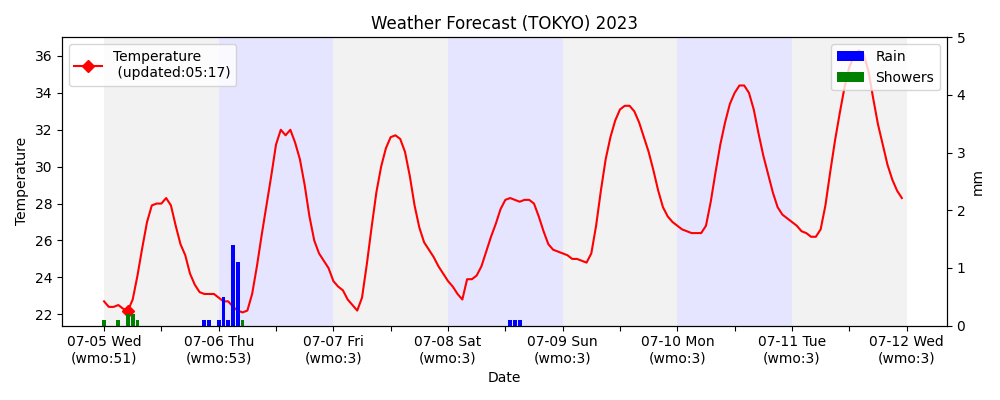 Weather Forecast (TOKYO) 2023
Temperature
(updated:05:17)
Rain
Showers
Temperature
36
34
32
30
28
26
24
22
5
4
3
2
1
0
mm
07-05 Wed
(wmo:51)
07-06 Thu
(wmo:53)
07-07 Fri
(wmo:3)
07-08 Sat
(wmo:3)
07-09 Sun
(wmo:3)
07-10 Mon
(wmo:3)
07-11 Tue
(wmo:3)
07-12 Wed
(wmo:3)
Date